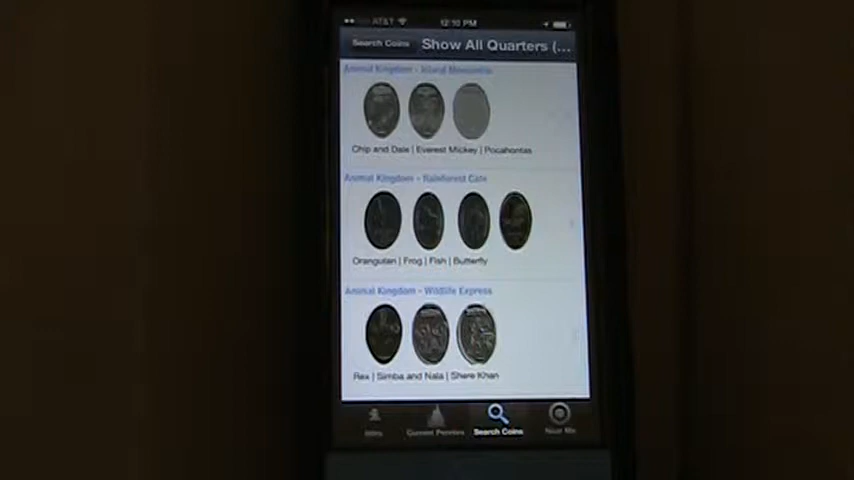 AT&T 12:10 PM
Search Coins Show All Quarters (...
Animal Kingdom - Island Mercantile
Chip and Dale | Everest Mickey | Pocahontas
Animal Kingdom - Rainforest Cafe
Orangutan | Frog | Fish | Butterfly
Animal Kingdom - Wildlife Express
Rex | Simba and Nala | Shere Khan
Current Pennies Search Coins Near Me